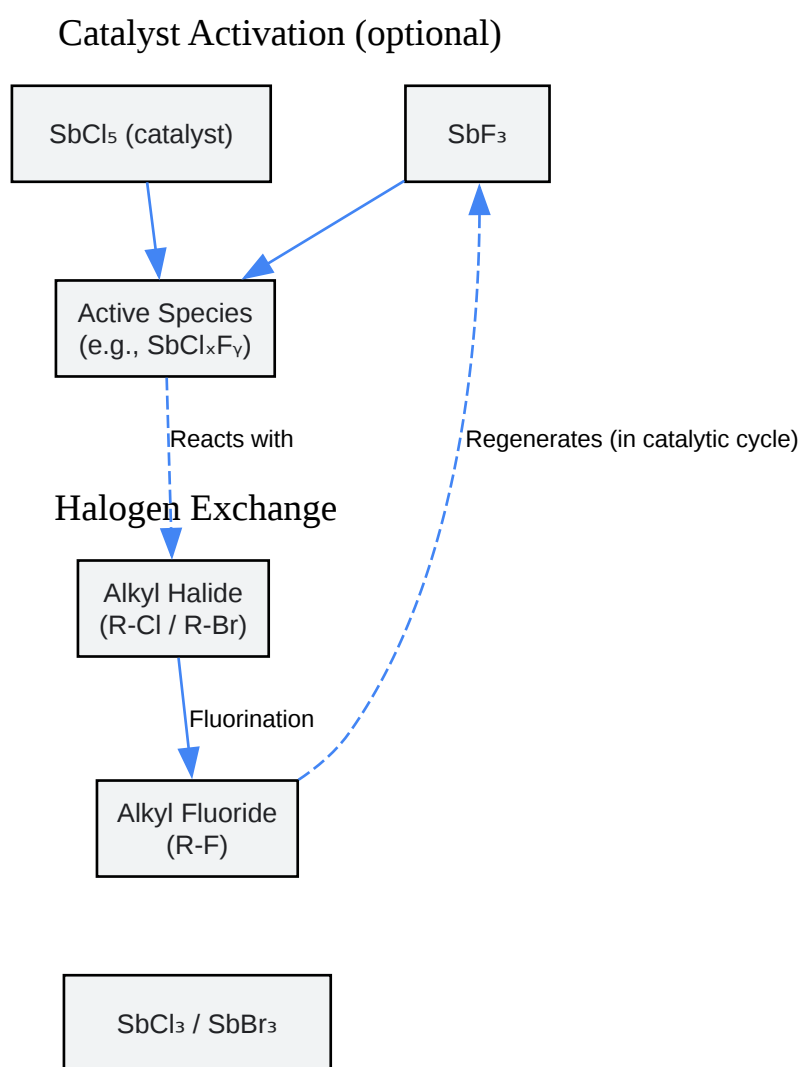 Catalyst Activation (optional)
SbCl₅ (catalyst)
SbF₃
Active Species
(e.g., SbClₓFᵧ)
Reacts with
Regenerates (in catalytic cycle)
Halogen Exchange
Alkyl Halide
(R-Cl / R-Br)
Fluorination
Alkyl Fluoride
(R-F)
SbCl₃ / SbBr₃